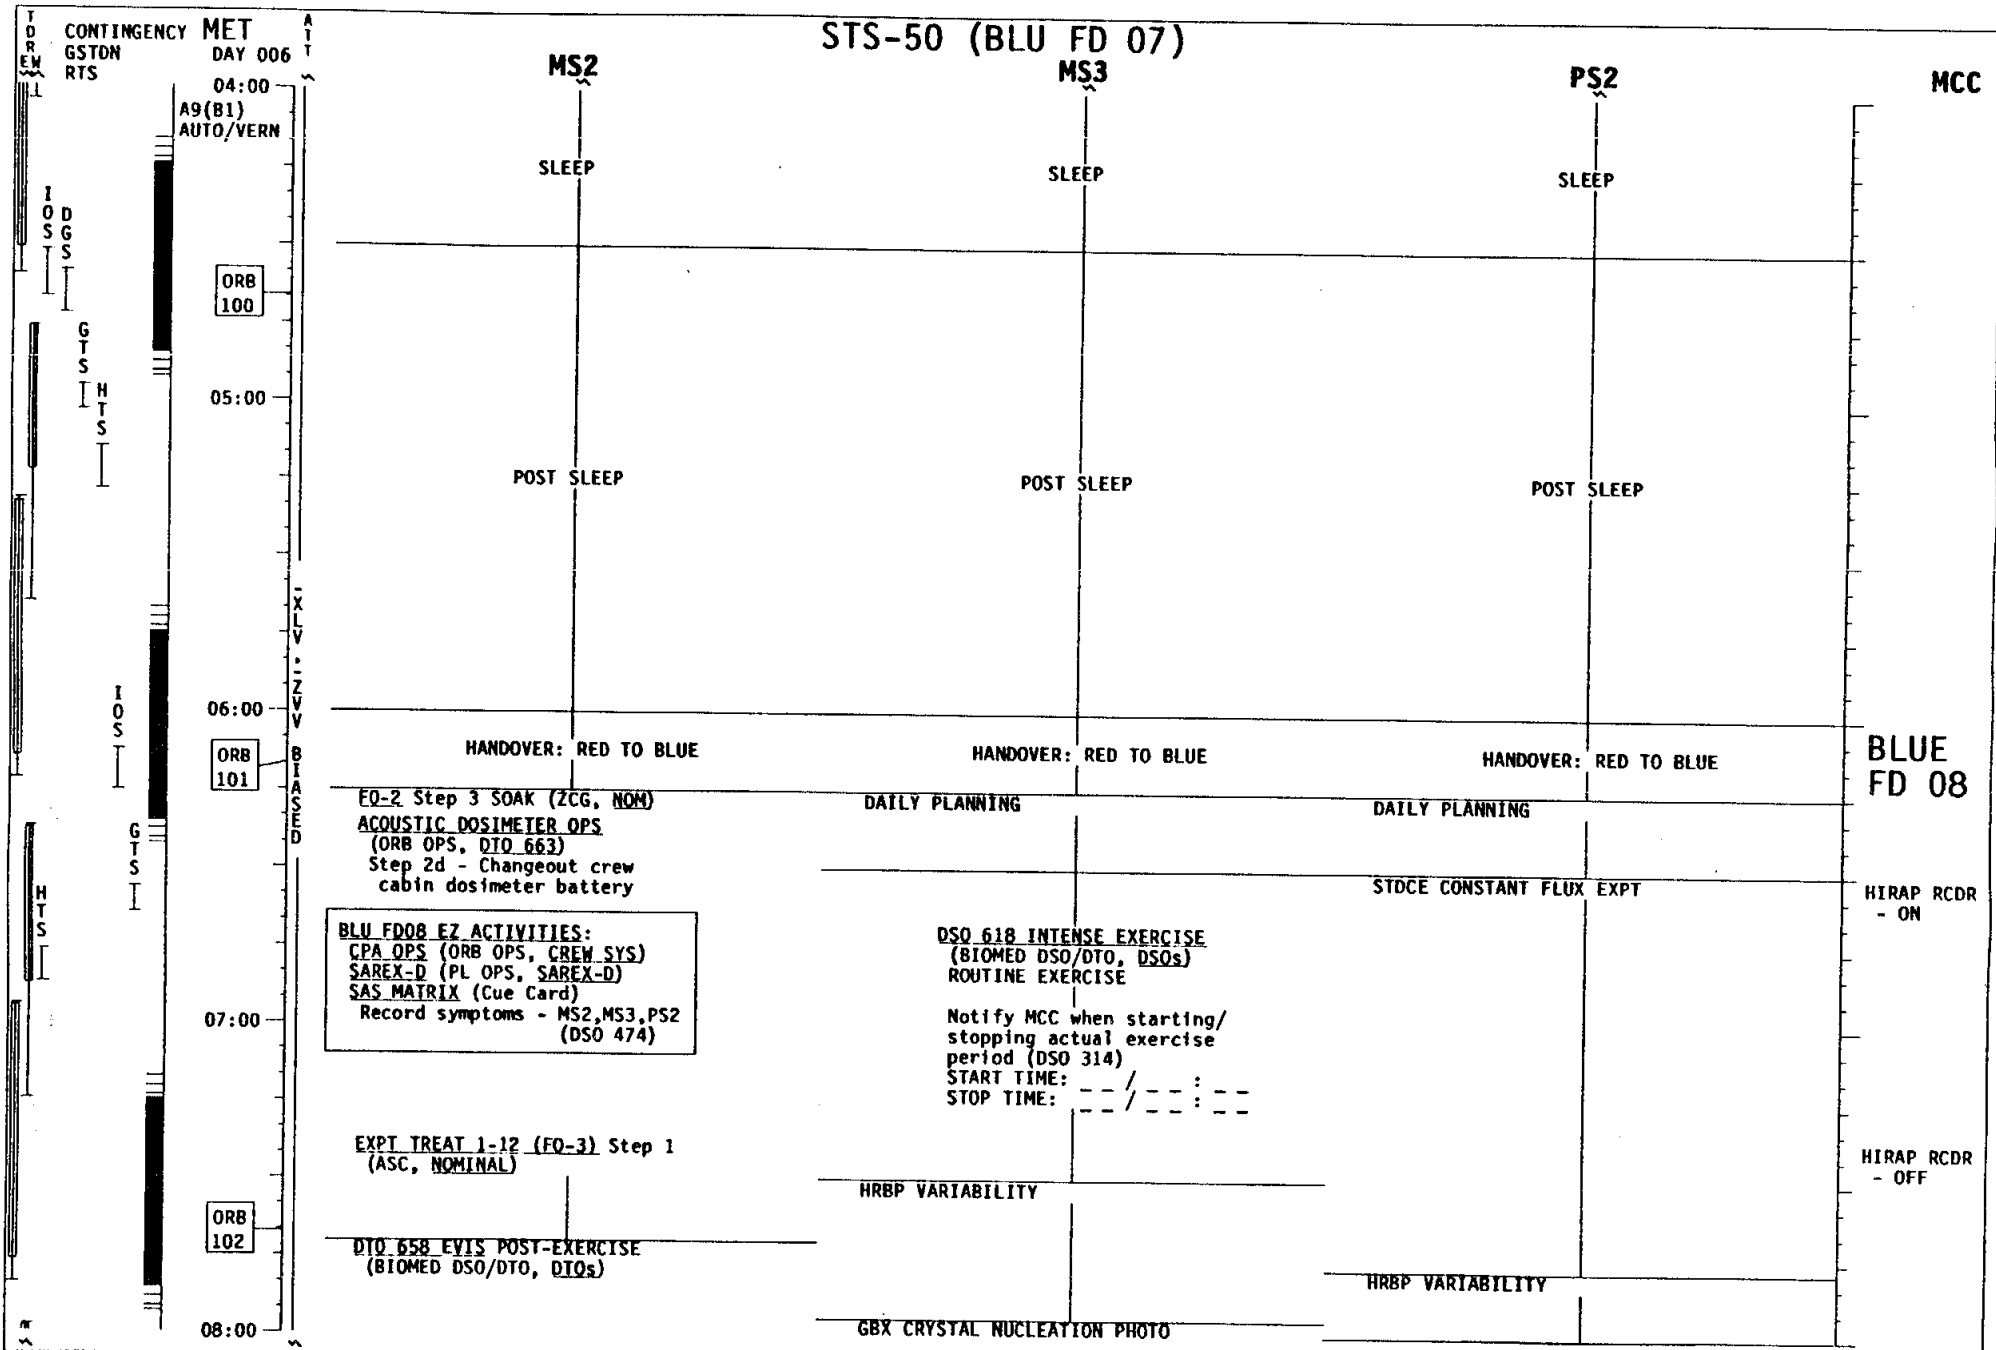 STS-50 (BLU FD 07)
TDRS
E W
CONTINGENCY
GSTDN
RTS
MET
DAY 006
ATT
MS2
MS3
PS2
MCC
04:00
A9(B1)
AUTO/VERN
SLEEP
SLEEP
SLEEP
IOS
DGS
ORB
100
GTS
HTS
05:00
POST SLEEP
POST SLEEP
POST SLEEP
-XLV,-ZVV BIASED
IOS
06:00
ORB
101
HANDOVER: RED TO BLUE
HANDOVER: RED TO BLUE
HANDOVER: RED TO BLUE
BLUE
FD 08
FO-2 Step 3 SOAK (ZCG, NOM)
ACOUSTIC DOSIMETER OPS
(ORB OPS, DTO 663)
Step 2d - Changeout crew
cabin dosimeter battery
DAILY PLANNING
DAILY PLANNING
GTS
HTS
STDCE CONSTANT FLUX EXPT
HIRAP RCDR
- ON
BLU FD08 EZ ACTIVITIES:
CPA OPS (ORB OPS, CREW SYS)
SAREX-D (PL OPS, SAREX-D)
SAS MATRIX (Cue Card)
Record symptoms - MS2,MS3,PS2
(DSO 474)
DSO 618 INTENSE EXERCISE
(BIOMED DSO/DTO, DSOs)
ROUTINE EXERCISE
Notify MCC when starting/
stopping actual exercise
period (DSO 314)
START TIME: _ _ / _ _ : _ _
STOP TIME: _ _ / _ _ : _ _
07:00
EXPT TREAT 1-12 (FO-3) Step 1
(ASC, NOMINAL)
HIRAP RCDR
- OFF
HRBP VARIABILITY
ORB
102
DTO 658 EVIS POST-EXERCISE
(BIOMED DSO/DTO, DTOs)
HRBP VARIABILITY
08:00
GBX CRYSTAL NUCLEATION PHOTO